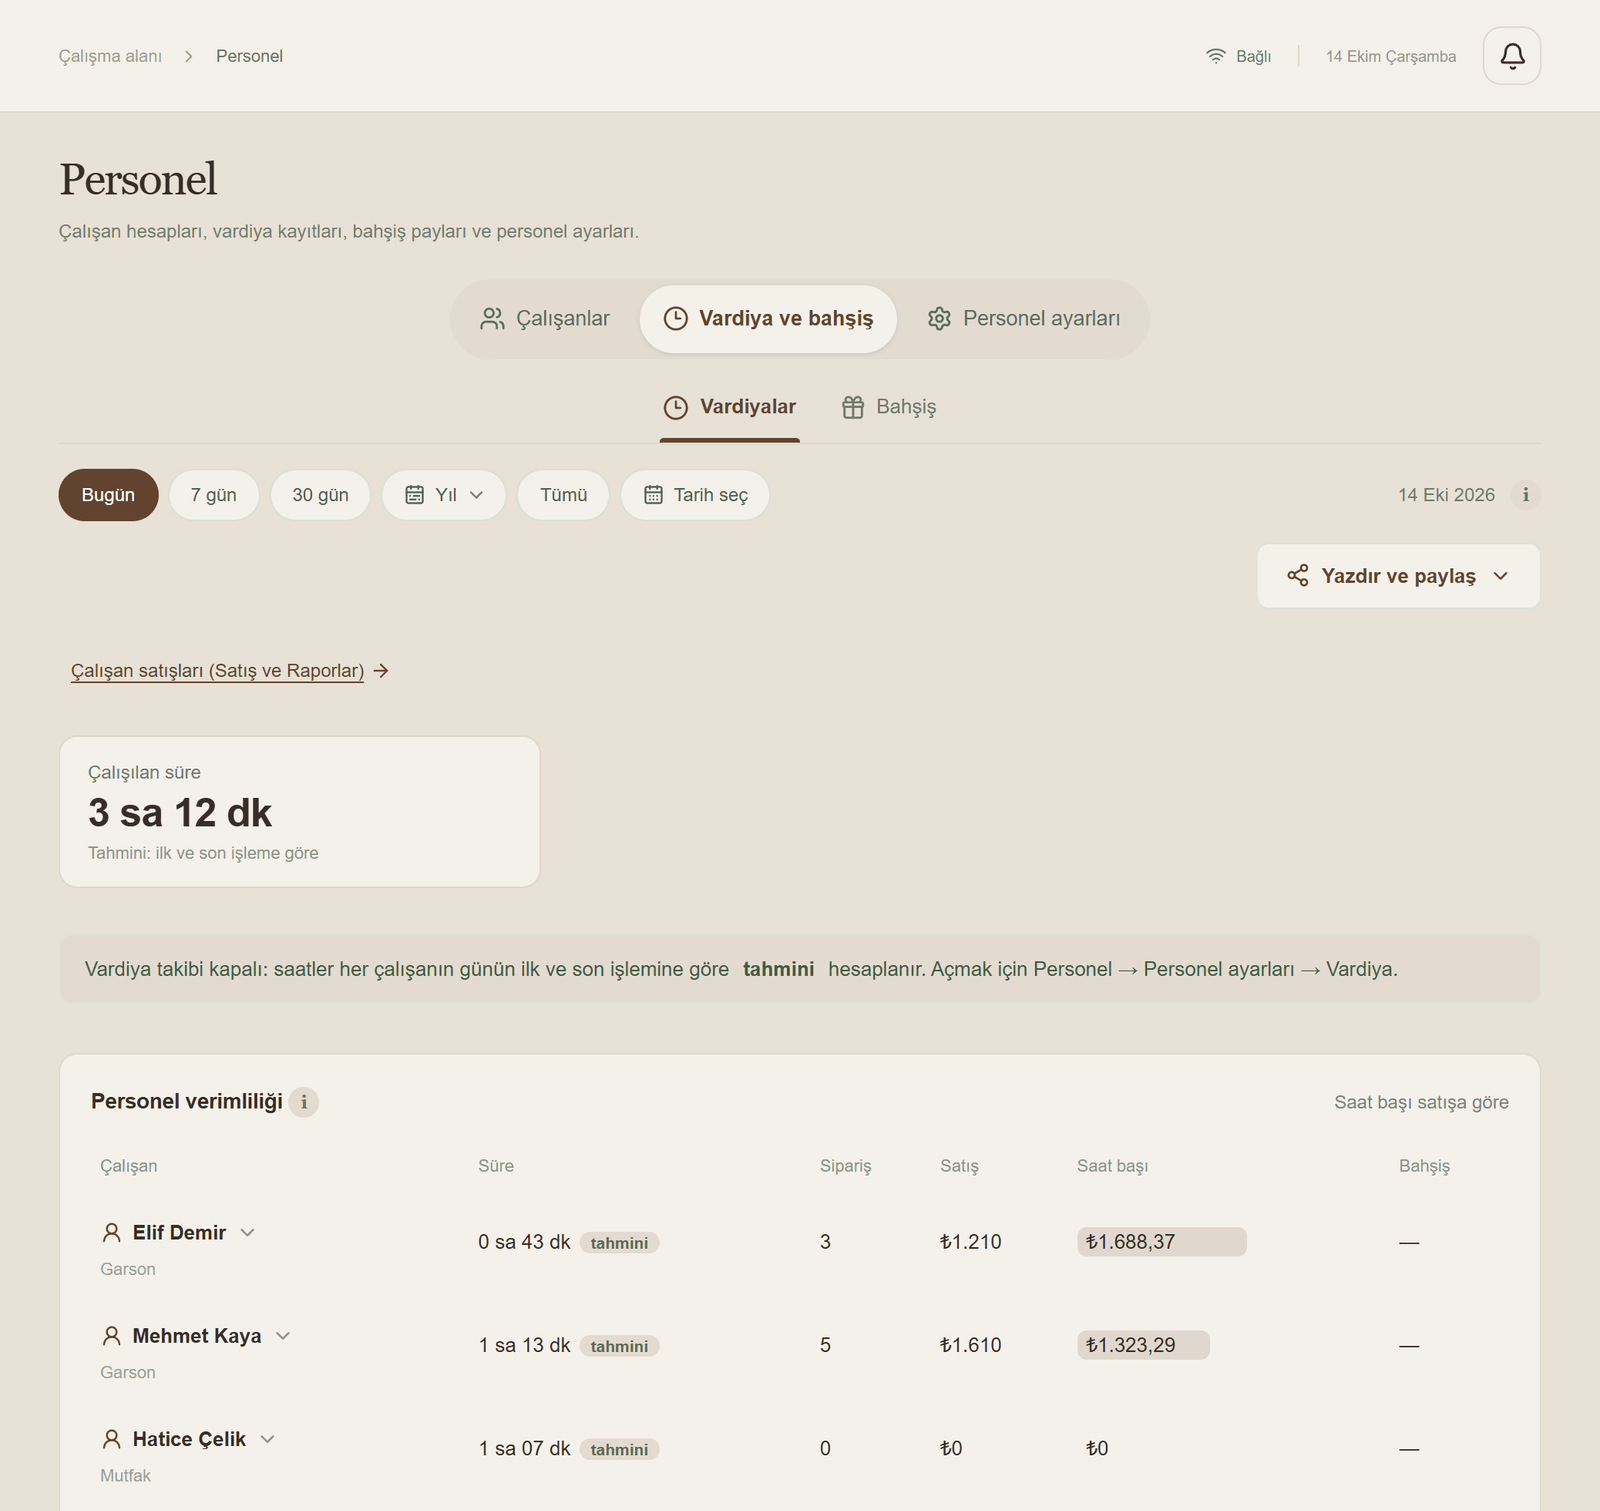 Çalışma alanı > Personel
Bağlı
14 Ekim Çarşamba
Personel
Çalışan hesapları, vardiya kayıtları, bahşiş payları ve personel ayarları.
Çalışanlar
Vardiya ve bahşiş
Personel ayarları
Vardiyalar
Bahşiş
Bugün
7 gün
30 gün
Yıl
Tümü
Tarih seç
14 Eki 2026
i
Yazdır ve paylaş
Çalışan satışları (Satış ve Raporlar) →
Çalışılan süre
3 sa 12 dk
Tahmini: ilk ve son işleme göre
Vardiya takibi kapalı: saatler her çalışanın günün ilk ve son işlemine göre tahmini hesaplanır. Açmak için Personel → Personel ayarları → Vardiya.
Personel verimliliği i
Saat başı satışa göre
Çalışan Süre Sipariş Satış Saat başı Bahşiş
Elif Demir
Garson
0 sa 43 dk tahmini 3 ₺1.210 ₺1.688,37 —
Mehmet Kaya
Garson
1 sa 13 dk tahmini 5 ₺1.610 ₺1.323,29 —
Hatice Çelik
Mutfak
1 sa 07 dk tahmini 0 ₺0 ₺0 —